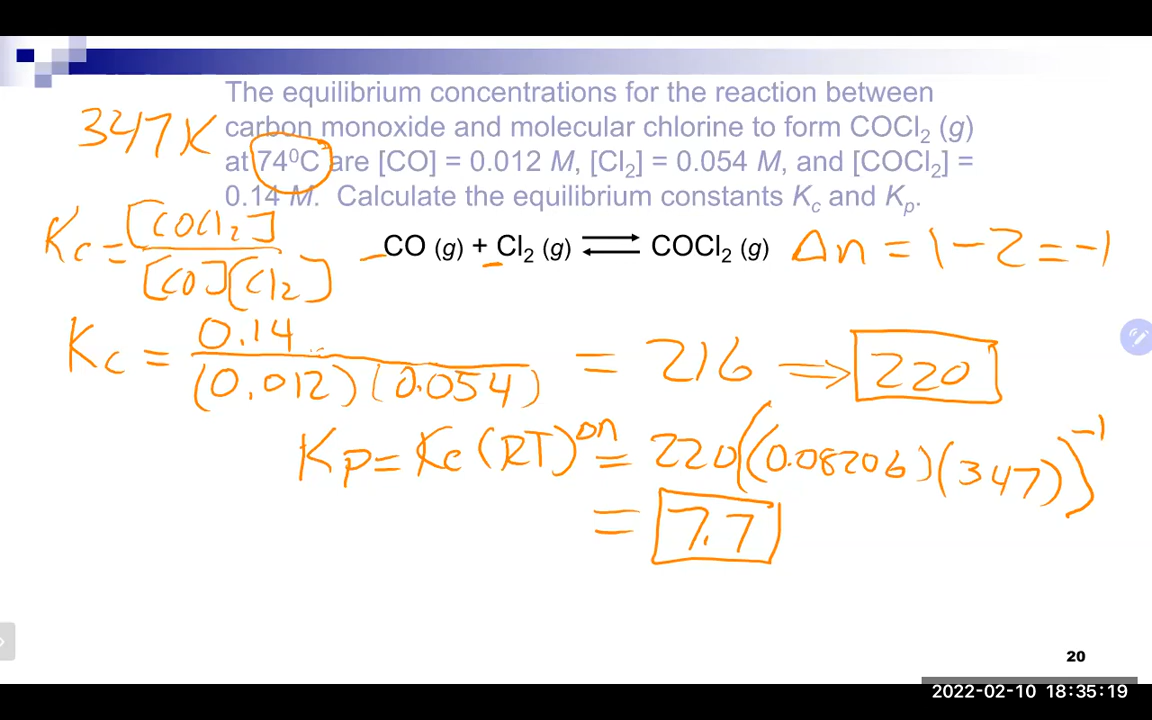 The equilibrium concentrations for the reaction between
347K
carbon monoxide and molecular chlorine to form COCl₂ (g)
at 74⁰C are [CO] = 0.012 M, [Cl₂] = 0.054 M, and [COCl₂] =
0.14 M. Calculate the equilibrium constants Kc and Kp.
Kc = [COCl₂] / [CO][Cl₂]
CO (g) + Cl₂ (g) ⇌ COCl₂ (g)
Δn = 1 - 2 = -1
Kc = 0.14 / (0.012)(0.054) = 216 ⇒ 220
Kp = Kc (RT)^Δn = 220((0.08206)(347))⁻¹
= 7.7
20
2022-02-10 18:35:19